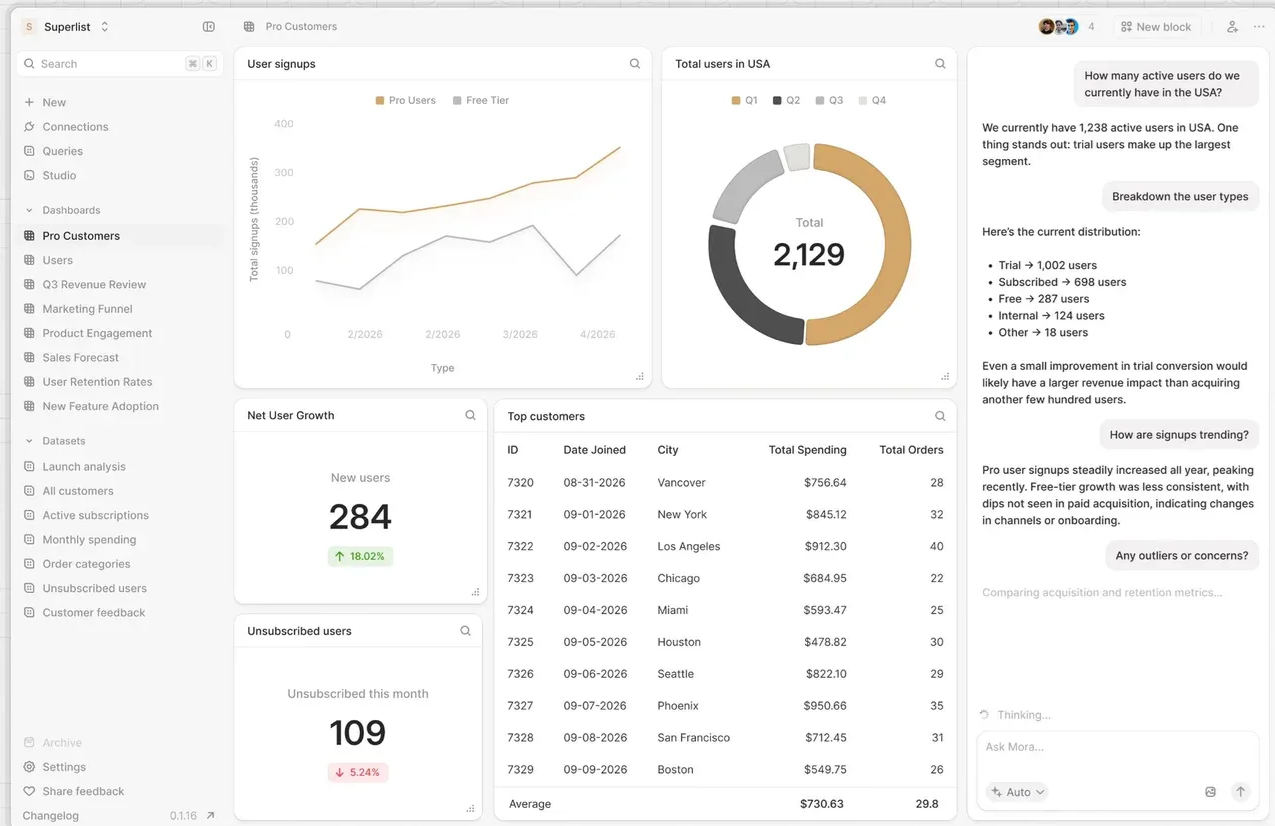 S Superlist
Search ⌘ K
New
Connections
Queries
Studio
Dashboards
Pro Customers
Users
Q3 Revenue Review
Marketing Funnel
Product Engagement
Sales Forecast
User Retention Rates
New Feature Adoption
Datasets
Launch analysis
All customers
Active subscriptions
Monthly spending
Order categories
Unsubscribed users
Customer feedback
Archive
Settings
Share feedback
Changelog 0.1.16
Pro Customers
4 New block
User signups
Pro Users Free Tier
400
300
200
100
0
Total signups (thousands)
2/2026 2/2026 3/2026 4/2026
Type
Total users in USA
Q1 Q2 Q3 Q4
Total
2,129
Net User Growth
New users
284
↑ 18.02%
Unsubscribed users
Unsubscribed this month
109
↓ 5.24%
Top customers
ID Date Joined City Total Spending Total Orders
7320 08-31-2026 Vancover $756.64 28
7321 09-01-2026 New York $845.12 32
7322 09-02-2026 Los Angeles $912.30 40
7323 09-03-2026 Chicago $684.95 22
7324 09-04-2026 Miami $593.47 25
7325 09-05-2026 Houston $478.82 30
7326 09-06-2026 Seattle $822.10 29
7327 09-07-2026 Phoenix $950.66 35
7328 09-08-2026 San Francisco $712.45 31
7329 09-09-2026 Boston $549.75 26
Average $730.63 29.8
How many active users do we
currently have in the USA?
We currently have 1,238 active users in USA. One
thing stands out: trial users make up the largest
segment.
Breakdown the user types
Here’s the current distribution:
• Trial → 1,002 users
• Subscribed → 698 users
• Free → 287 users
• Internal → 124 users
• Other → 18 users
Even a small improvement in trial conversion would
likely have a larger revenue impact than acquiring
another few hundred users.
How are signups trending?
Pro user signups steadily increased all year, peaking
recently. Free-tier growth was less consistent, with
dips not seen in paid acquisition, indicating changes
in channels or onboarding.
Any outliers or concerns?
Comparing acquisition and retention metrics...
Thinking...
Ask Mora...
Auto